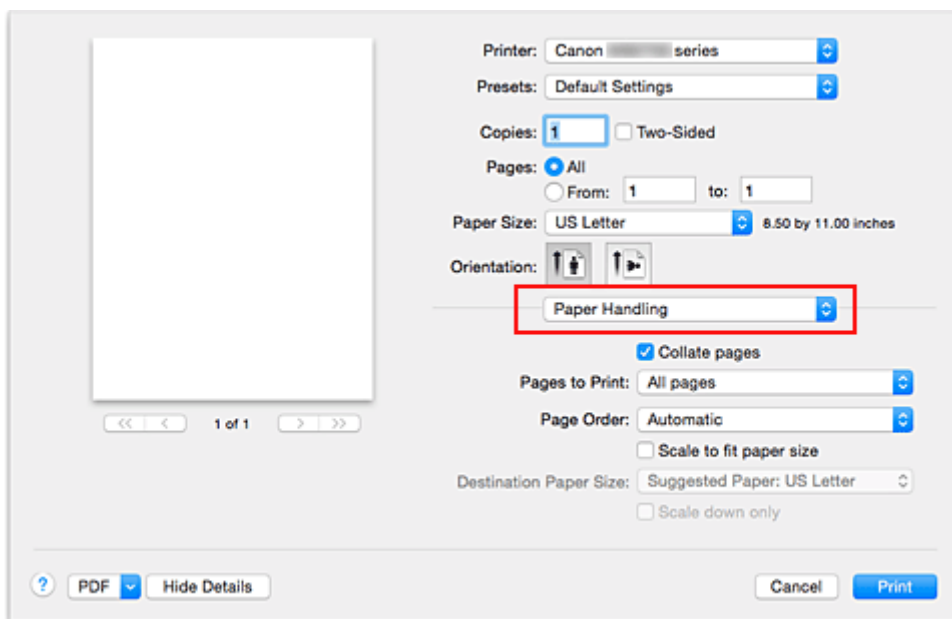 Printer: Canon series
Presets: Default Settings
Copies: 1 Two-Sided
Pages: All
From: 1 to: 1
Paper Size: US Letter 8.50 by 11.00 inches
Orientation:
Paper Handling
Collate pages
Pages to Print: All pages
Page Order: Automatic
Scale to fit paper size
Destination Paper Size: Suggested Paper: US Letter
Scale down only
<< < 1 of 1 > >>
? PDF Hide Details Cancel Print